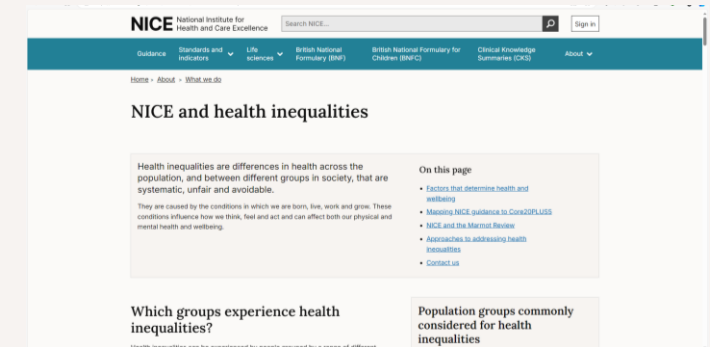 NICE National Institute for
Health and Care Excellence
Search NICE...
Sign in
Guidance
Standards and
indicators
Life
sciences
British National
Formulary (BNF)
British National Formulary for
Children (BNFC)
Clinical Knowledge
Summaries (CKS)
About
Home › About › What we do
NICE and health inequalities
Health inequalities are differences in health across the
population, and between different groups in society, that are
systematic, unfair and avoidable.
They are caused by the conditions in which we are born, live, work and grow. These
conditions influence how we think, feel and act and can affect both our physical and
mental health and wellbeing.
On this page
Factors that determine health and
wellbeing
Mapping NICE guidance to Core20PLUS5
NICE and the Marmot Review
Approaches to addressing health
inequalities
Contact us
Which groups experience health
inequalities?
Population groups commonly
considered for health
inequalities